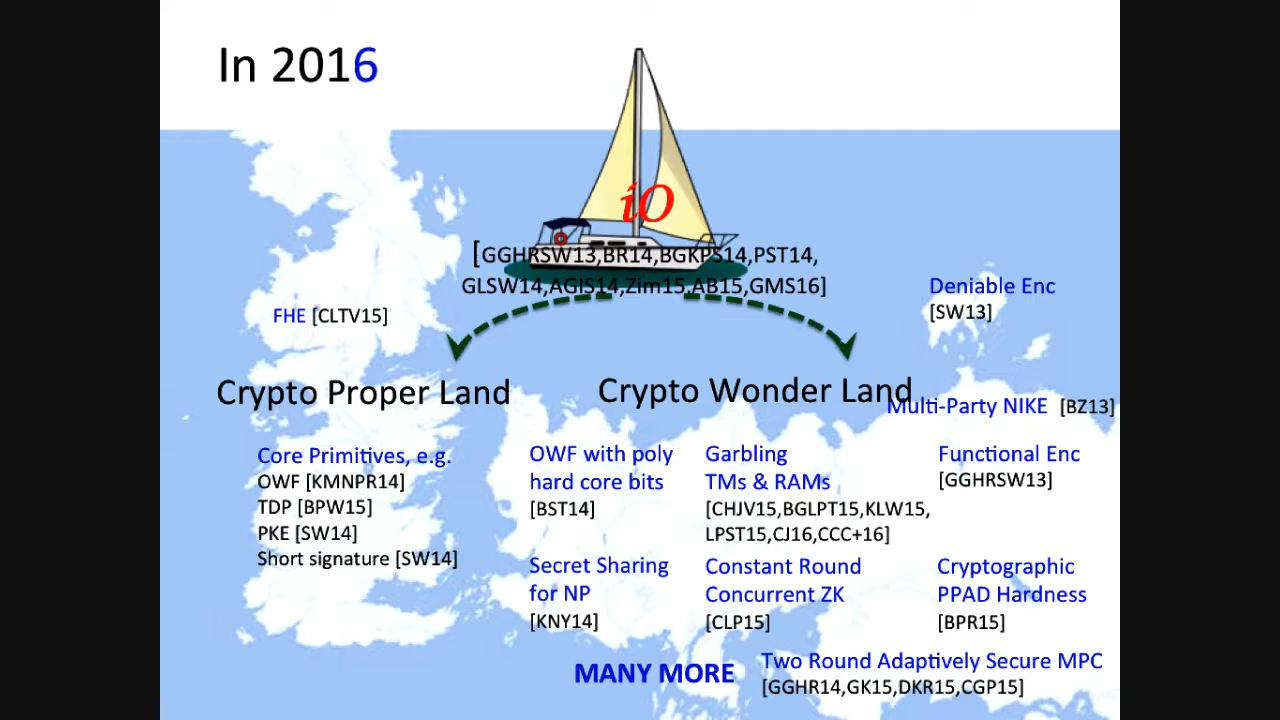 In 2016
iO
[GGHRSW13,BR14,BGKPS14,PST14,
GLSW14,AGIS14,Zim15,AB15,GMS16]
Deniable Enc
[SW13]
FHE [CLTV15]
Crypto Proper Land
Crypto Wonder Land
Multi-Party NIKE [BZ13]
Core Primitives, e.g.
OWF [KMNPR14]
TDP [BPW15]
PKE [SW14]
Short signature [SW14]
OWF with poly
hard core bits
[BST14]
Garbling
TMs & RAMs
[CHJV15,BGLPT15,KLW15,
LPST15,CJ16,CCC+16]
Functional Enc
[GGHRSW13]
Secret Sharing
for NP
[KNY14]
Constant Round
Concurrent ZK
[CLP15]
Cryptographic
PPAD Hardness
[BPR15]
MANY MORE
Two Round Adaptively Secure MPC
[GGHR14,GK15,DKR15,CGP15]